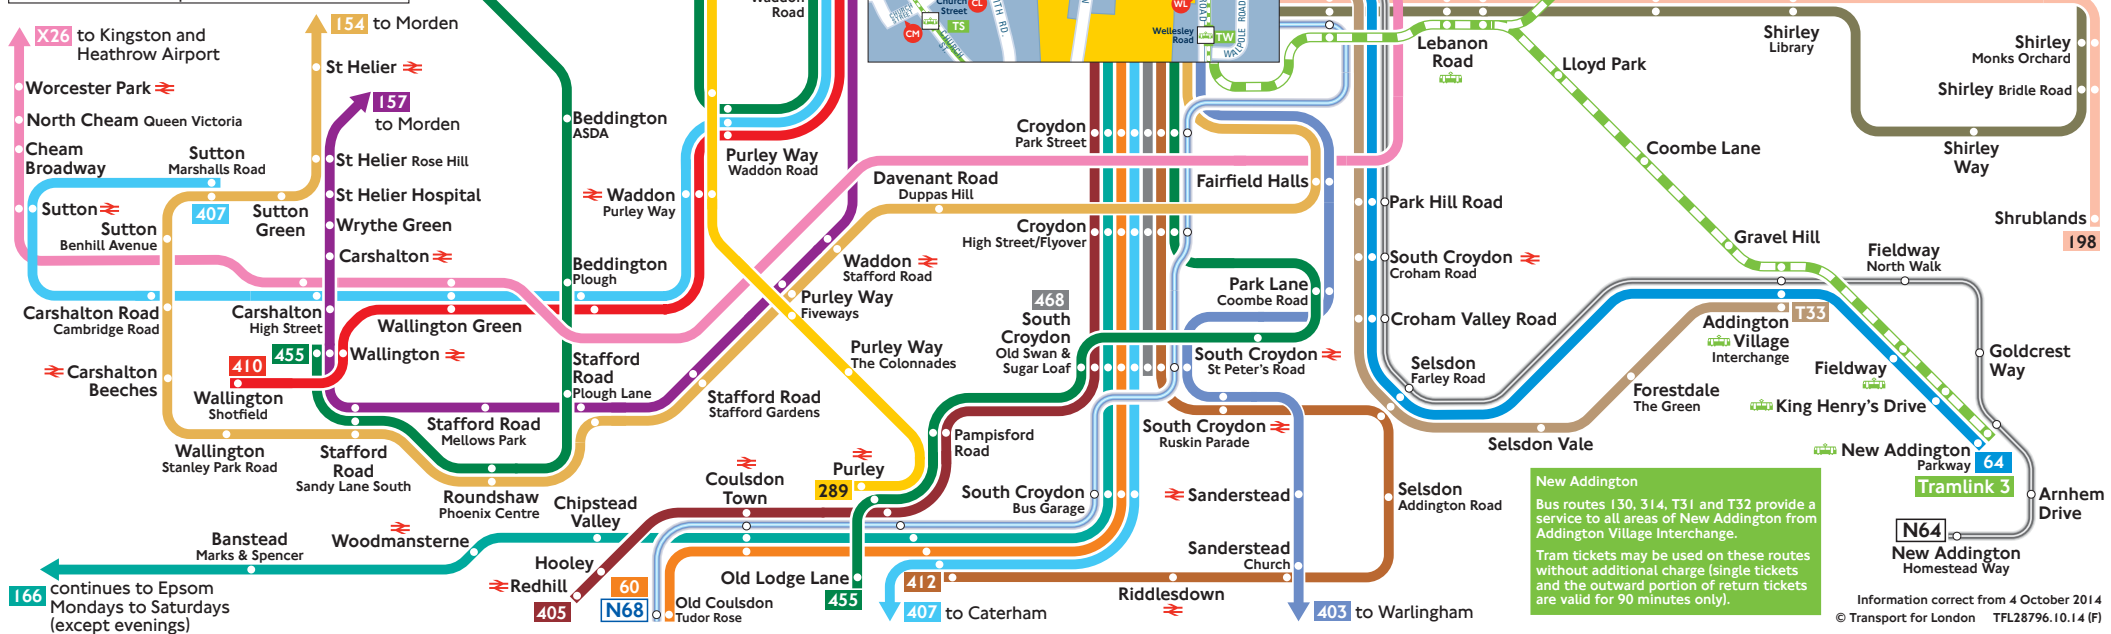 Waddon
Road
Church
Street
CHURCH
STREET
CL
TS
CM
CHURCH ST.
WL
Wellesley
Road
TW
WALPOLE ROAD
154 to Morden
X26 to Kingston and
Heathrow Airport
St Helier
Worcester Park
157
to Morden
North Cheam Queen Victoria
Cheam
Broadway
Sutton
Marshalls Road
St Helier Rose Hill
St Helier Hospital
Sutton
407
Sutton
Green
Wrythe Green
Sutton
Benhill Avenue
Carshalton
Carshalton Road
Cambridge Road
Carshalton
High Street
Wallington Green
455
Wallington
410
Wallington
Shotfield
Carshalton
Beeches
Wallington
Stanley Park Road
Stafford
Road
Sandy Lane South
Stafford Road
Mellows Park
Roundshaw
Phoenix Centre
Beddington
ASDA
Beddington
Plough
Stafford
Road
Plough Lane
Waddon
Purley Way
Purley Way
Waddon Road
Davenant Road
Duppas Hill
Waddon
Stafford Road
Purley Way
Fiveways
Purley Way
The Colonnades
Stafford Road
Stafford Gardens
Purley
289
Coulsdon
Town
Chipstead
Valley
Woodmansterne
Banstead
Marks & Spencer
166 continues to Epsom
Mondays to Saturdays
(except evenings)
Hooley
Redhill
405
60
N68
Old Coulsdon
Tudor Rose
Old Lodge Lane
455
407 to Caterham
412
Pampisford
Road
South Croydon
Bus Garage
Croydon
Park Street
Croydon
High Street/Flyover
Fairfield Halls
Park Lane
Coombe Road
468
South
Croydon
Old Swan &
Sugar Loaf
South Croydon
St Peter's Road
South Croydon
Ruskin Parade
Sanderstead
Sanderstead
Church
Riddlesdown
403 to Warlingham
Selsdon
Addington Road
Park Hill Road
South Croydon
Croham Road
Croham Valley Road
Selsdon
Farley Road
Selsdon Vale
Forestdale
The Green
Lebanon
Road
Lloyd Park
Coombe Lane
Gravel Hill
Shirley
Library
Shirley
Monks Orchard
Shirley Bridle Road
Shirley
Way
Shrublands
198
Fieldway
North Walk
T33
Addington
Village
Interchange
Goldcrest
Way
Fieldway
King Henry's Drive
New Addington
Parkway 64
Tramlink 3
Arnhem
Drive
N64
New Addington
Homestead Way
New Addington
Bus routes 130, 314, T31 and T32 provide a
service to all areas of New Addington from
Addington Village Interchange.
Tram tickets may be used on these routes
without additional charge (single tickets
and the outward portion of return tickets
are valid for 90 minutes only).
Information correct from 4 October 2014
© Transport for London TFL28796.10.14 (F)